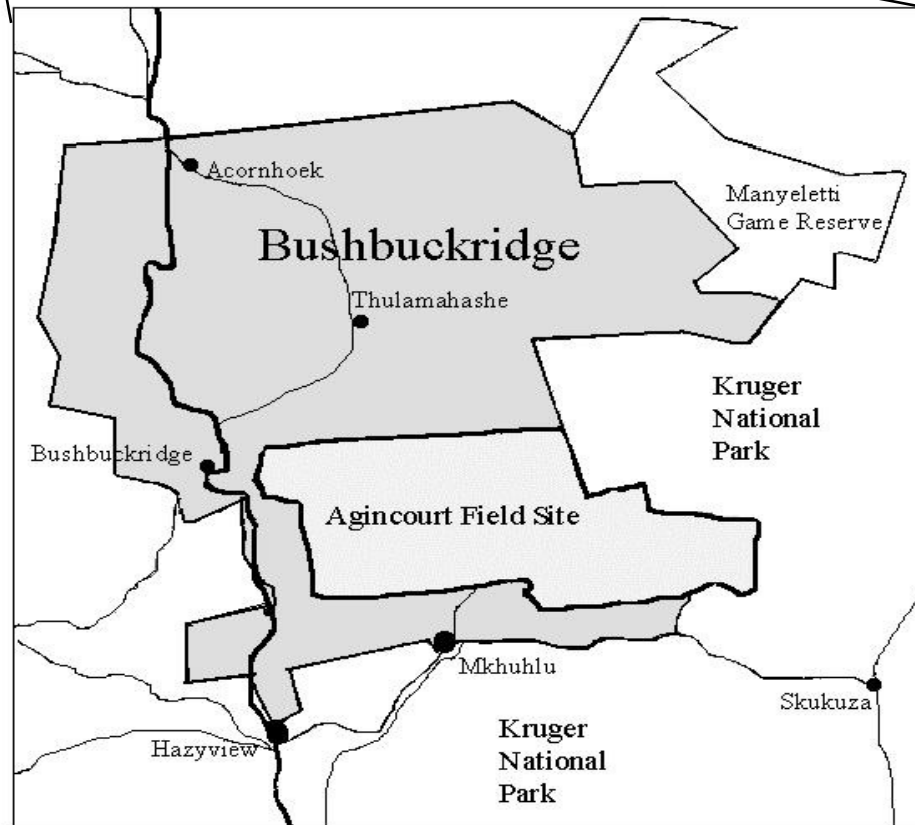 Acornhoek
Manyeletti
Game Reserve
Bushbuckridge
Thulamahashe
Kruger
National
Park
Bushbuckridge
Agincourt Field Site
Mkhuhlu
Skukuza
Hazyview
Kruger
National
Park